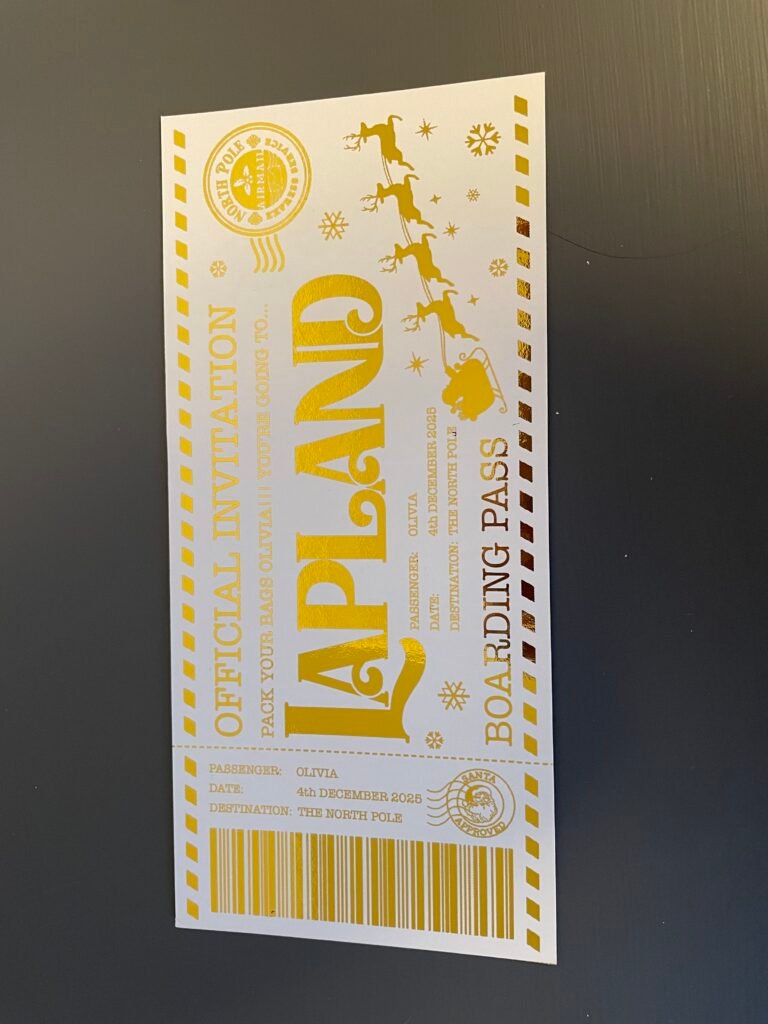 OFFICIAL INVITATION
PACK YOUR BAGS OLIVIA!!! YOU'RE GOING TO...
LAPLAND
PASSENGER: OLIVIA
DATE: 4th DECEMBER 2025
DESTINATION: THE NORTH POLE
BOARDING PASS
NORTH POLE
AIRMAIL
EXPRESS SERVICE
PASSENGER: OLIVIA
DATE: 4th DECEMBER 2025
DESTINATION: THE NORTH POLE
SANTA
APPROVED